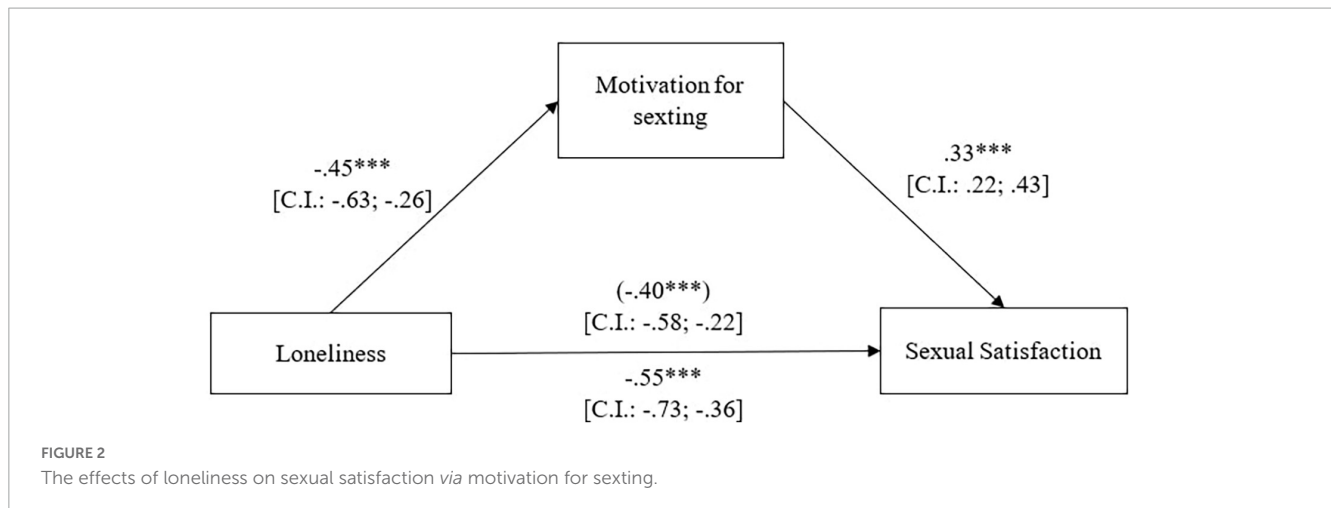 Motivation for
sexting
-.45***
[C.I.: -.63; -.26]
.33***
[C.I.: .22; .43]
(-.40***)
[C.I.: -.58; -.22]
Loneliness
Sexual Satisfaction
-.55***
[C.I.: -.73; -.36]
FIGURE 2
The effects of loneliness on sexual satisfaction via motivation for sexting.